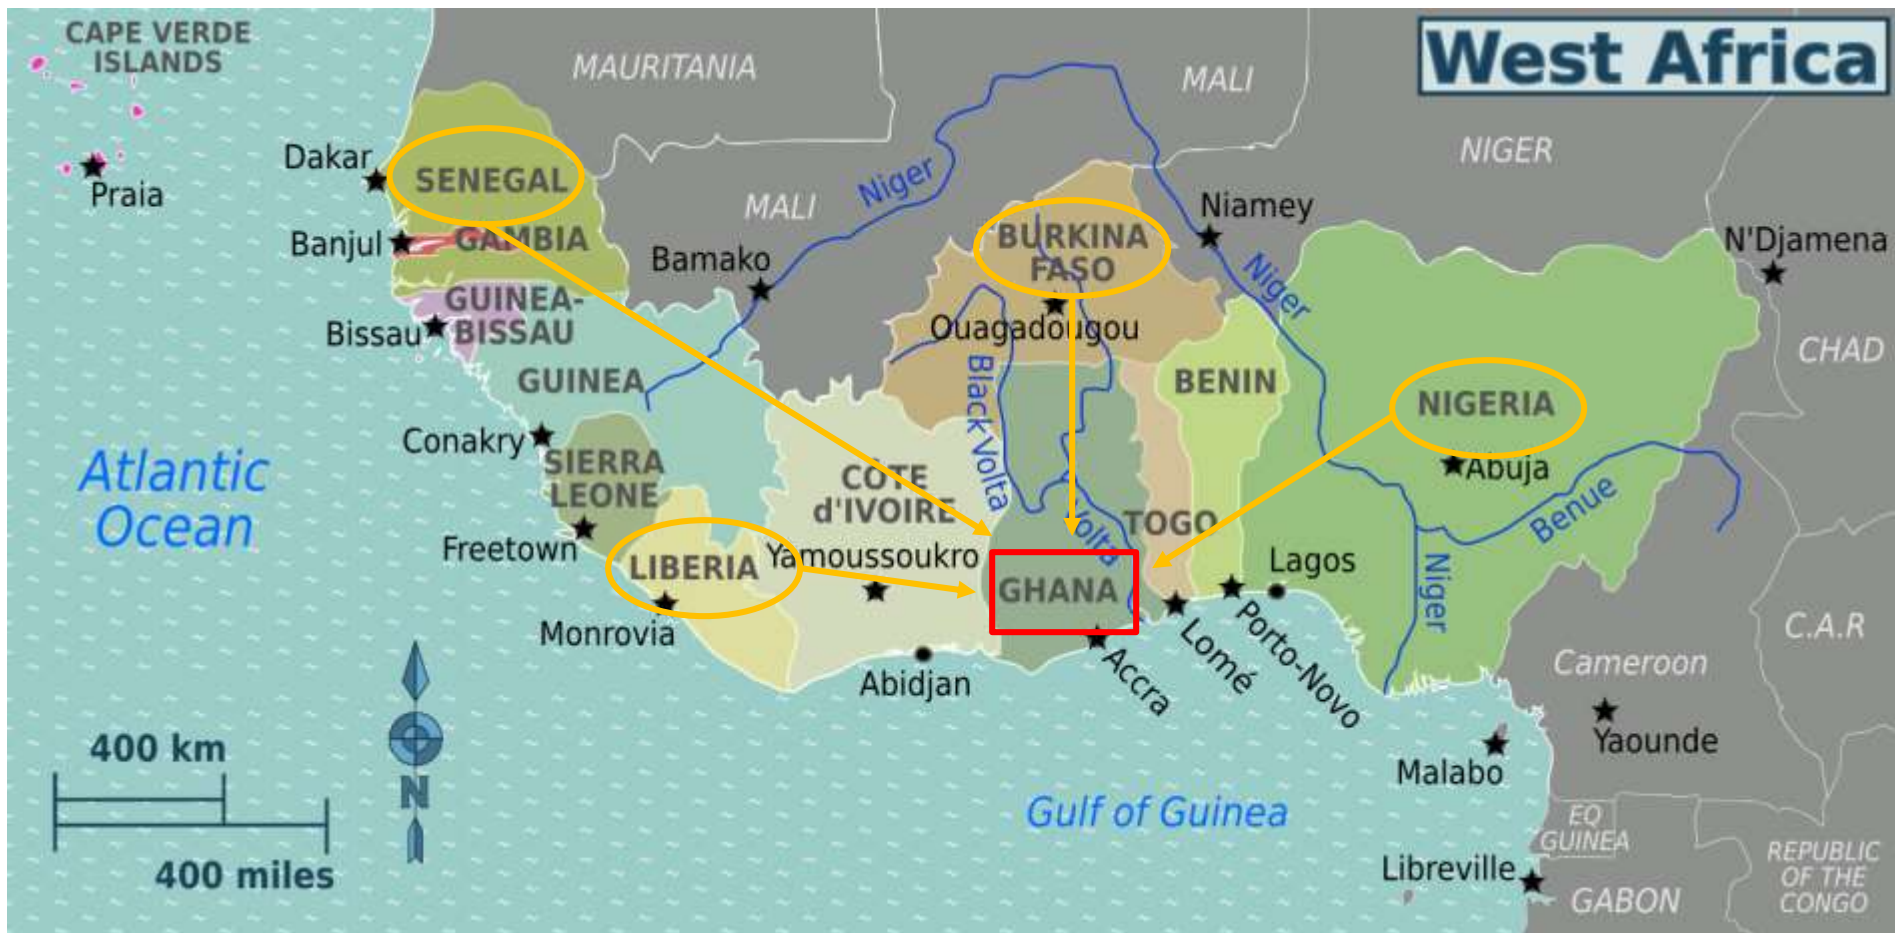 CAPE VERDE
ISLANDS
Praia
MAURITANIA
MALI
West Africa
NIGER
Dakar
SENEGAL
Banjul
GAMBIA
MALI
Niger
BURKINA
FASO
Niamey
N'Djamena
Bamako
Niger
GUINEA-
BISSAU
Bissau
Ouagadougou
CHAD
GUINEA
Black Volta
BENIN
NIGERIA
Conakry
SIERRA
LEONE
CÔTE
d'IVOIRE
Abuja
Benue
Atlantic
Ocean
Freetown
TOGO
Volta
LIBERIA
Yamoussoukro
GHANA
Lagos
Niger
Monrovia
Abidjan
Accra
Lomé
Porto-Novo
C.A.R
Cameroon
Yaounde
Malabo
400 km
400 miles
N
Gulf of Guinea
EQ
GUINEA
Libreville
GABON
REPUBLIC
OF THE
CONGO